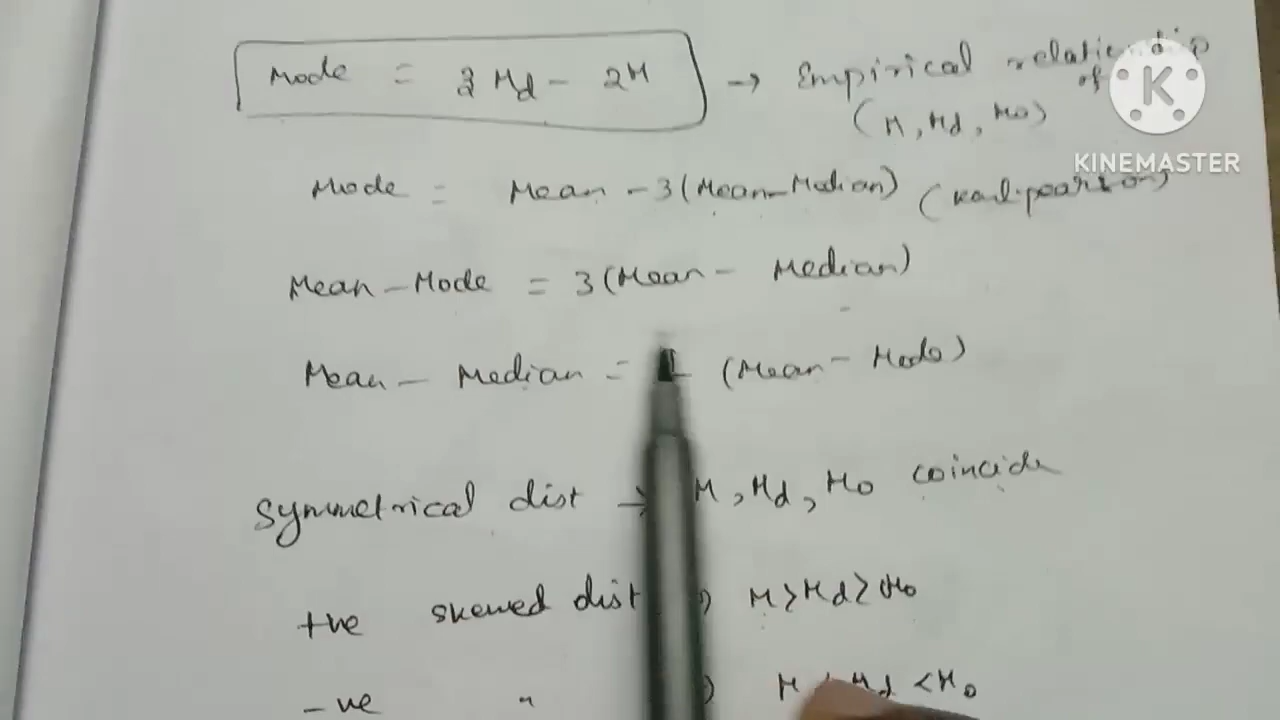 Mode = 3 Md - 2M → Empirical relationship
of
(M, Md, Mo)
K
KINEMASTER
Mode = Mean - 3 (Mean - Median) (Karl pearson)
Mean - Mode = 3 (Mean - Median)
Mean - Median = (Mean - Mode)
Symmetrical dist → M, Md, Mo coincide
+ve skewed dist M > Md > Mo
-ve " M < Md < Mo